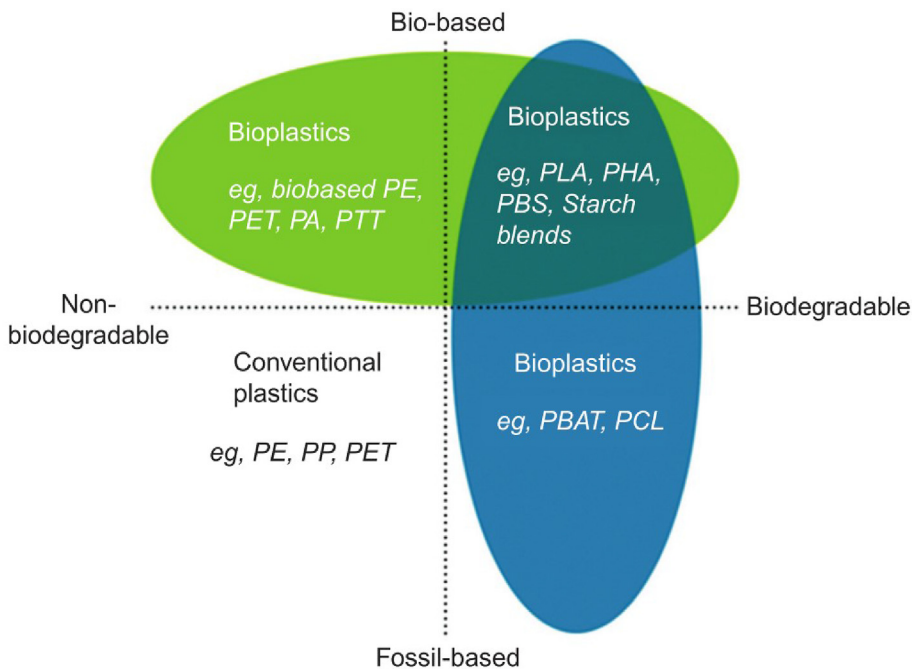 Bio-based
Bioplastics
eg, biobased PE,
PET, PA, PTT
Bioplastics
eg, PLA, PHA,
PBS, Starch
blends
Non-
biodegradable
Biodegradable
Conventional
plastics
eg, PE, PP, PET
Bioplastics
eg, PBAT, PCL
Fossil-based